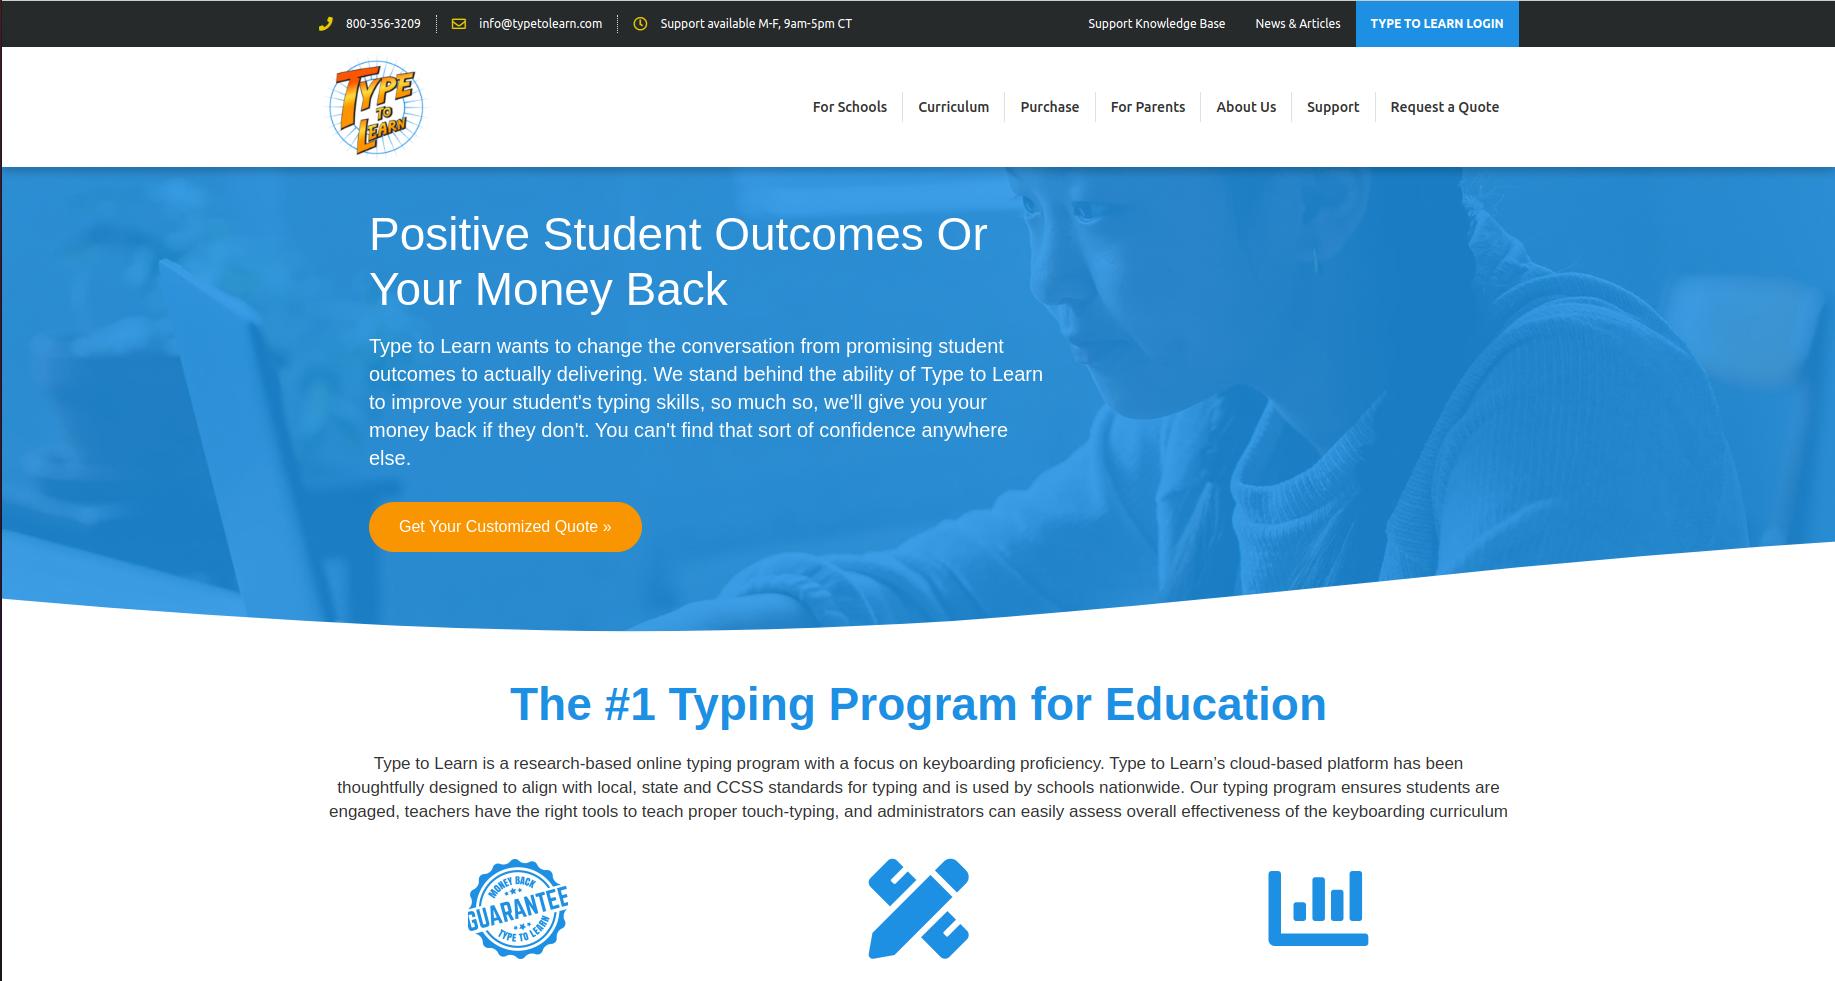 800-356-3209
info@typetolearn.com
Support available M-F, 9am-5pm CT
Support Knowledge Base
News & Articles
TYPE TO LEARN LOGIN
TYPE
TO
LEARN
For Schools
Curriculum
Purchase
For Parents
About Us
Support
Request a Quote
Positive Student Outcomes Or
Your Money Back
Type to Learn wants to change the conversation from promising student
outcomes to actually delivering. We stand behind the ability of Type to Learn
to improve your student's typing skills, so much so, we'll give you your
money back if they don't. You can't find that sort of confidence anywhere
else.
Get Your Customized Quote »
The #1 Typing Program for Education
Type to Learn is a research-based online typing program with a focus on keyboarding proficiency. Type to Learn’s cloud-based platform has been
thoughtfully designed to align with local, state and CCSS standards for typing and is used by schools nationwide. Our typing program ensures students are
engaged, teachers have the right tools to teach proper touch-typing, and administrators can easily assess overall effectiveness of the keyboarding curriculum
MONEY BACK
GUARANTEE
TYPE TO LEARN